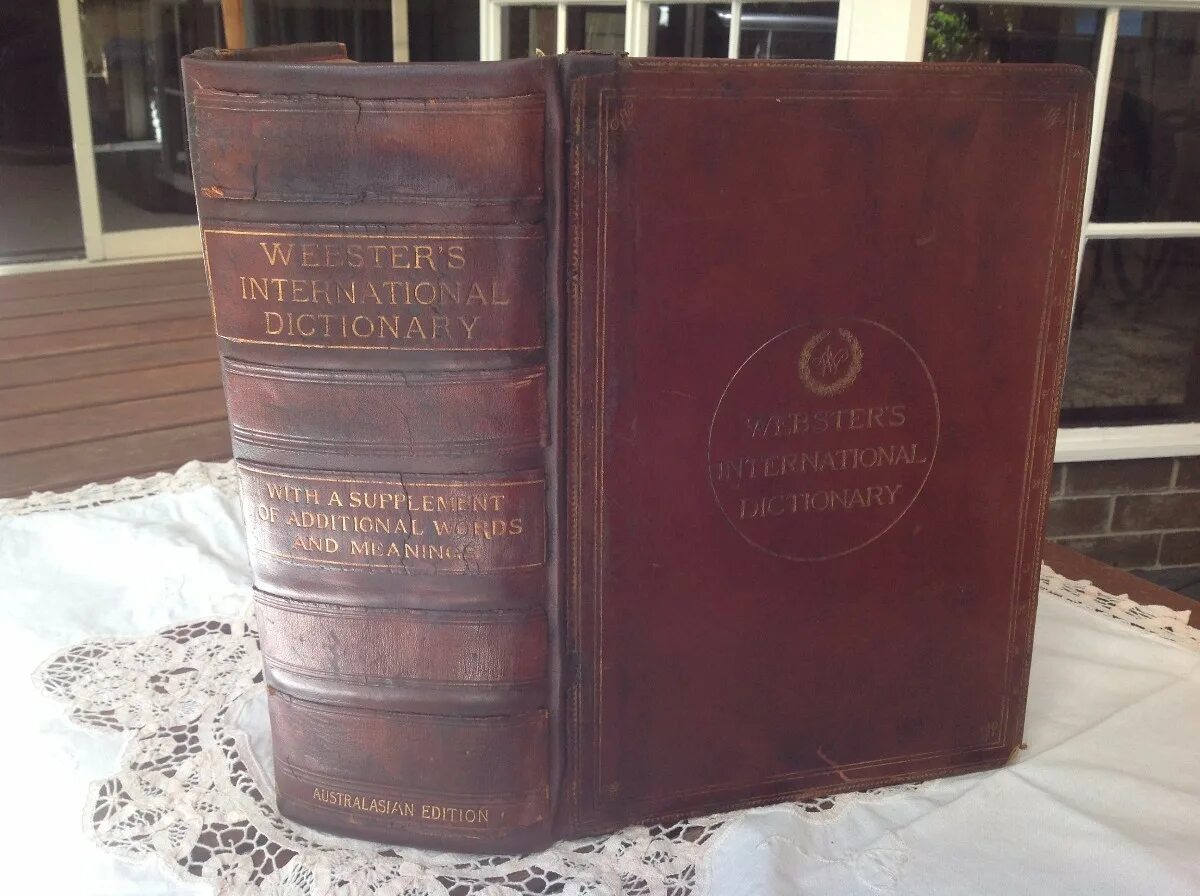 WEBSTER'S
INTERNATIONAL
DICTIONARY
WITH A SUPPLEMENT
OF ADDITIONAL WORDS
AND MEANINGS
AUSTRALASIAN EDITION
WEBSTER'S
INTERNATIONAL
DICTIONARY